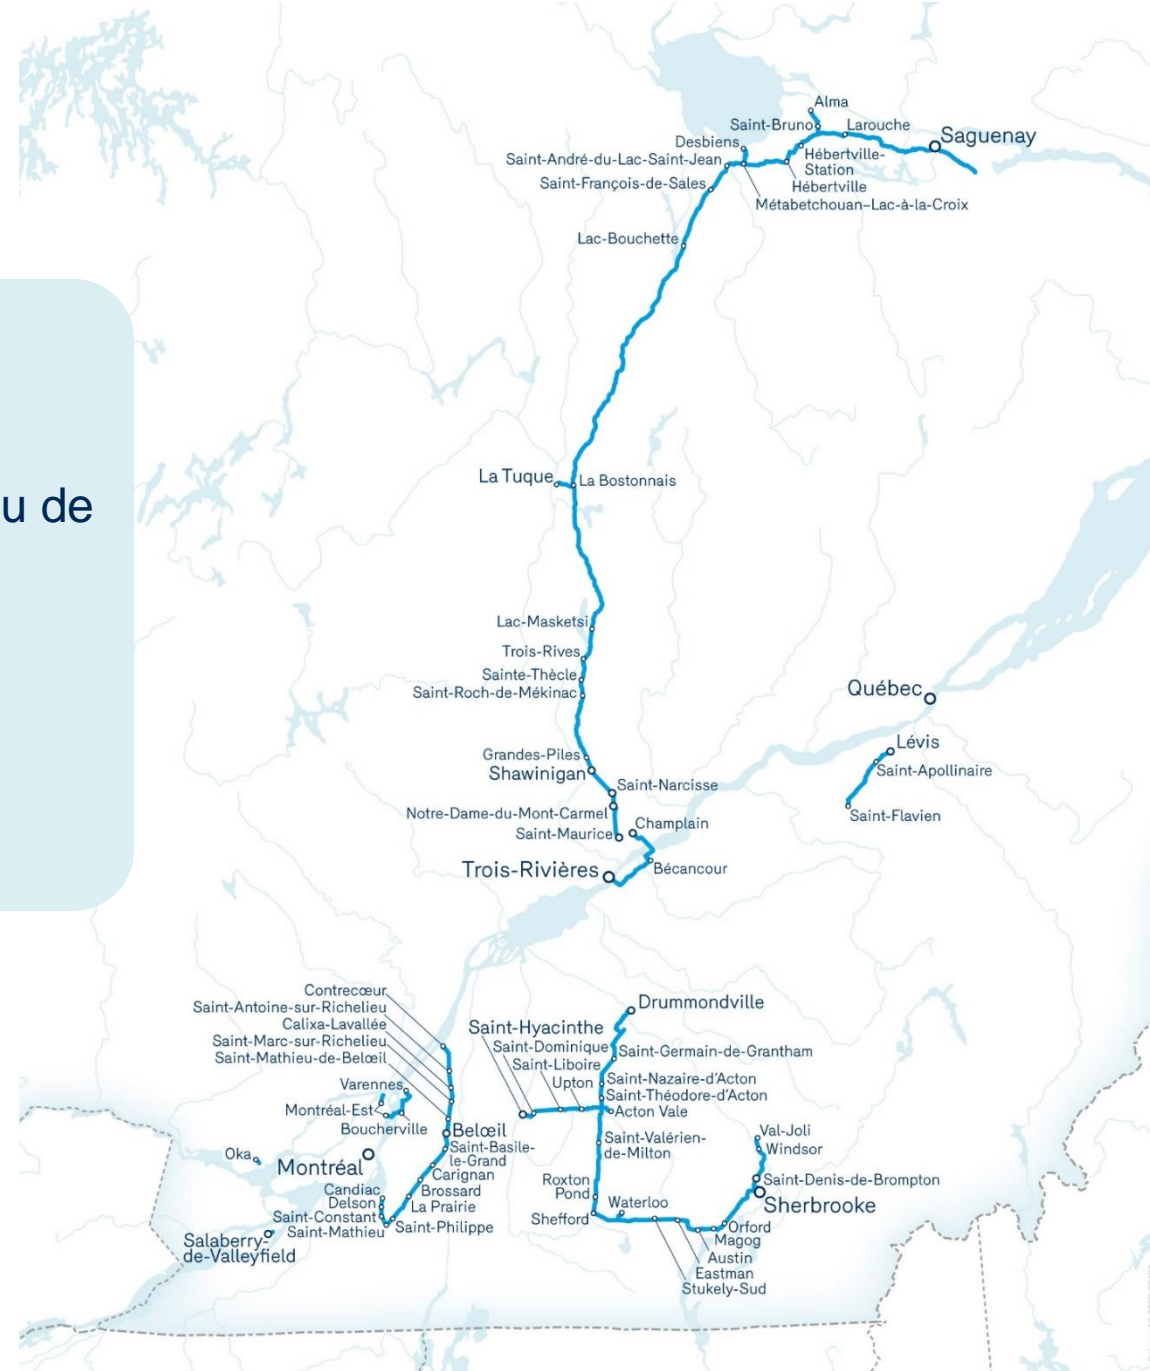 Alma
Saint-Bruno
Larouche
Saguenay
Desbiens
Hébertville-
Station
Saint-André-du-Lac-Saint-Jean
Hébertville
Saint-François-de-Sales
Métabetchouan–Lac-à-la-Croix
Lac-Bouchette
La Tuque
La Bostonnais
u de
Lac-Masketsi
Trois-Rives
Sainte-Thècle
Saint-Roch-de-Mékinac
Québec
Lévis
Saint-Apollinaire
Saint-Flavien
Grandes-Piles
Shawinigan
Saint-Narcisse
Notre-Dame-du-Mont-Carmel
Champlain
Saint-Maurice
Trois-Rivières
Bécancour
Contrecœur
Saint-Antoine-sur-Richelieu
Calixa-Lavallée
Saint-Marc-sur-Richelieu
Saint-Mathieu-de-Belœil
Varennes
Montréal-Est
Boucherville
Belœil
Saint-Basile-
le-Grand
Oka
Montréal
Carignan
Brossard
La Prairie
Candiac
Delson
Saint-Constant
Saint-Mathieu
Saint-Philippe
Salaberry-
de-Valleyfield
Drummondville
Saint-Hyacinthe
Saint-Dominique
Saint-Liboire
Upton
Saint-Germain-de-Grantham
Saint-Nazaire-d'Acton
Saint-Théodore-d'Acton
Acton Vale
Saint-Valérien-
de-Milton
Roxton
Pond
Shefford
Waterloo
Val-Joli
Windsor
Saint-Denis-de-Brompton
Sherbrooke
Orford
Magog
Austin
Eastman
Stukely-Sud